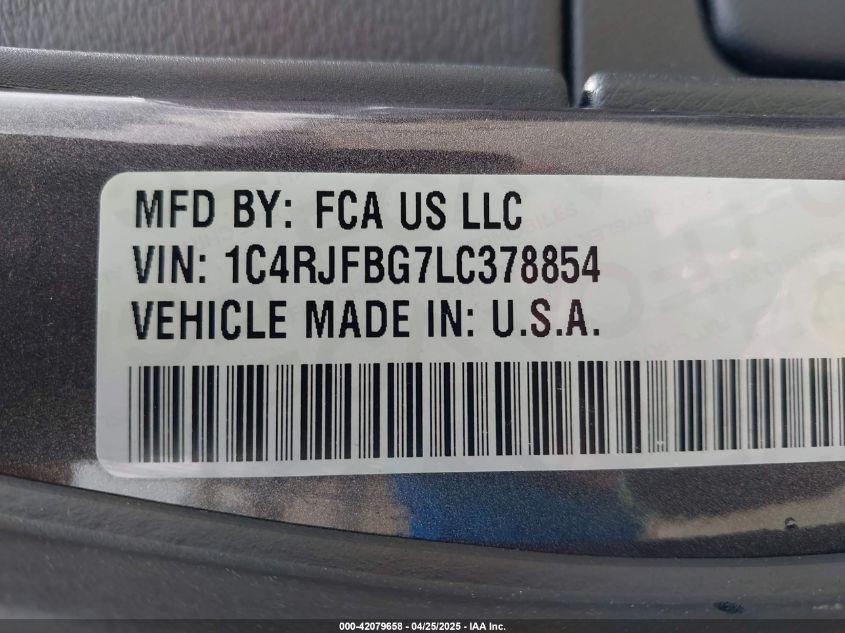 MFD BY: FCA US LLC
VIN: 1C4RJFBG7LC378854
VEHICLE MADE IN: U.S.A.
000-42079658 - 04/25/2025 - IAA Inc.